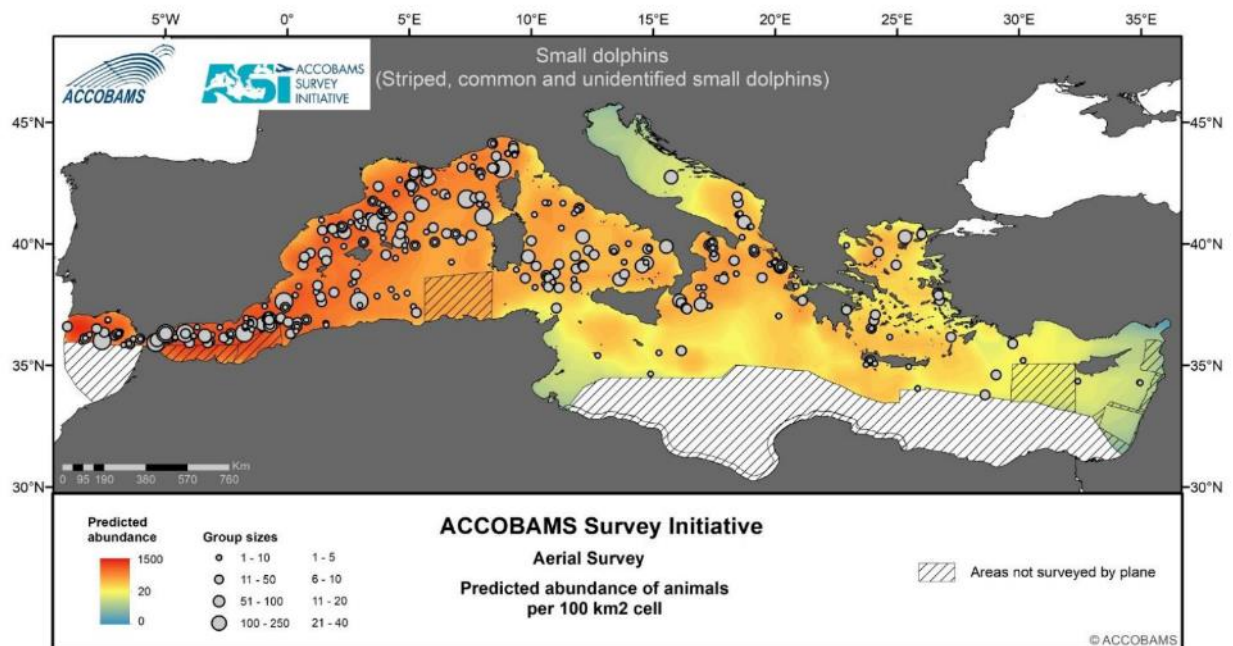 5°W 0° 5°E 10°E 15°E 20°E 25°E 30°E 35°E
ACCOBAMS
ASI
ACCOBAMS
SURVEY
INITIATIVE
Small dolphins
(Striped, common and unidentified small dolphins)
45°N 45°N
40°N 40°N
35°N 35°N
30°N 30°N
Km
0 95 190 380 570 760
Predicted
abundance
1500
20
0
Group sizes
1 - 10 1 - 5
11 - 50 6 - 10
51 - 100 11 - 20
100 - 250 21 - 40
ACCOBAMS Survey Initiative
Aerial Survey
Predicted abundance of animals
per 100 km2 cell
Areas not surveyed by plane
© ACCOBAMS